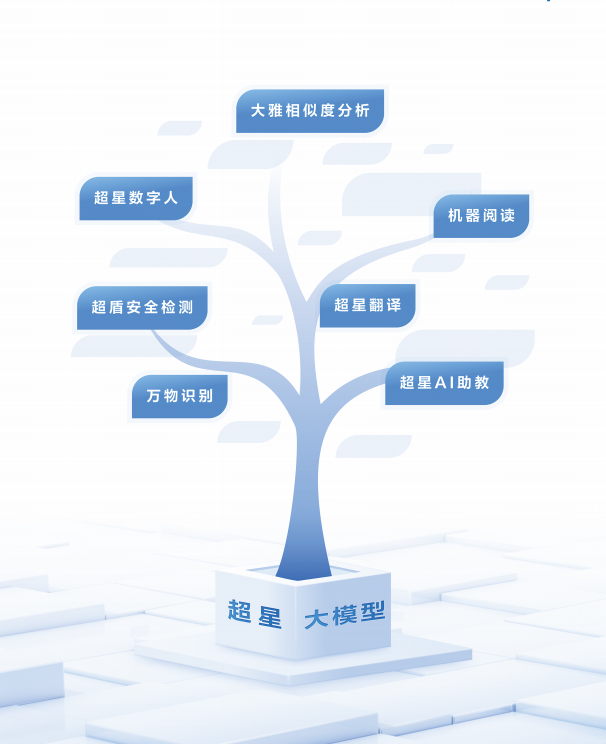 大雅相似度分析
超星数字人
机器阅读
超盾安全检测
超星翻译
万物识别
超星AI助教
超星 大模型